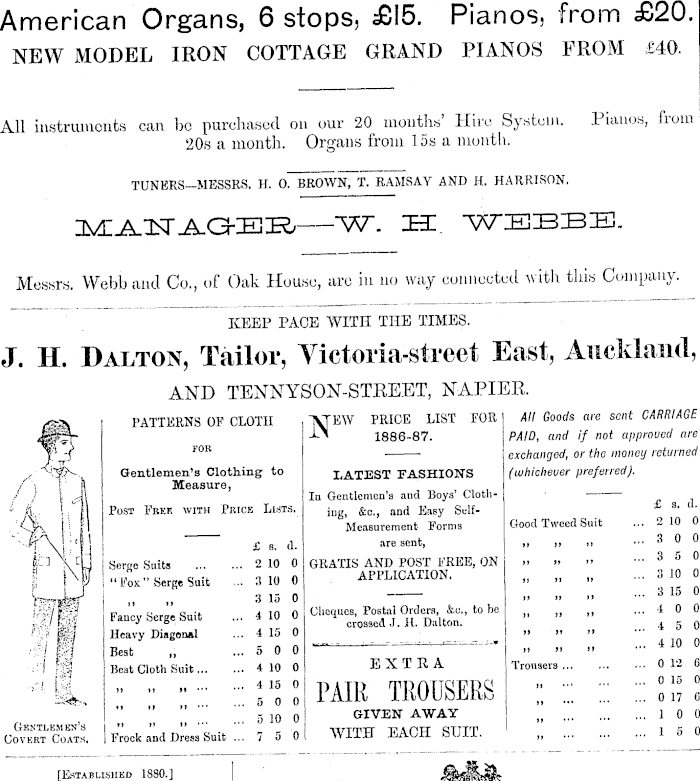 American Organs, 6 stops, £15. Pianos, from £20.
NEW MODEL IRON COTTAGE GRAND PIANOS FROM £40.
All instruments can be purchased on our 20 months' Hire System. Pianos, from
20s a month. Organs from 15s a month.
TUNERS—MESSRS. H. O. BROWN, T. RAMSAY AND H. HARRISON.
MANAGER—W. H. WEBBE.
Messrs. Webb and Co., of Oak House, are in no way connected with this Company.
KEEP PACE WITH THE TIMES.
J. H. DALTON, Tailor, Victoria-street East, Auckland,
AND TENNYSON-STREET, NAPIER.
GENTLEMEN'S
COVERT COATS.
PATTERNS OF CLOTH
FOR
Gentlemen's Clothing to
Measure,
POST FREE WITH PRICE LISTS.
£ s. d.
Serge Suits ... ... 2 10 0
"Fox" Serge Suit ... 3 10 0
„ „ 3 15 0
Fancy Serge Suit ... 4 10 0
Heavy Diagonal ... 4 15 0
Best „ ... 5 0 0
Best Cloth Suit ... ... 4 10 0
„ „ „ ... ... 4 15 0
„ „ „ ... ... 5 0 0
„ „ „ ... ... 5 10 0
Frock and Dress Suit ... 7 5 0
NEW PRICE LIST FOR
1886-87.
LATEST FASHIONS
In Gentlemen's and Boys' Cloth-
ing, &c., and Easy Self-
Measurement Forms
are sent,
GRATIS AND POST FREE, ON
APPLICATION.
Cheques, Postal Orders, &c., to be
crossed J. H. Dalton.
EXTRA
PAIR TROUSERS
GIVEN AWAY
WITH EACH SUIT.
All Goods are sent CARRIAGE
PAID, and if not approved are
exchanged, or the money returned
(whichever preferred).
£ s. d.
Good Tweed Suit ... 2 10 0
„ „ „ ... 3 0 0
„ „ „ ... 3 5 0
„ „ „ ... 3 10 0
„ „ „ ... 3 15 0
„ „ „ ... 4 0 0
„ „ „ ... 4 5 0
„ „ „ ... 4 10 0
Trousers ... ... ... 0 12 6
„ ... ... 0 15 0
„ ... ... 0 17 6
„ ... ... 1 0 0
„ ... ... 1 5 0
[ESTABLISHED 1880.]